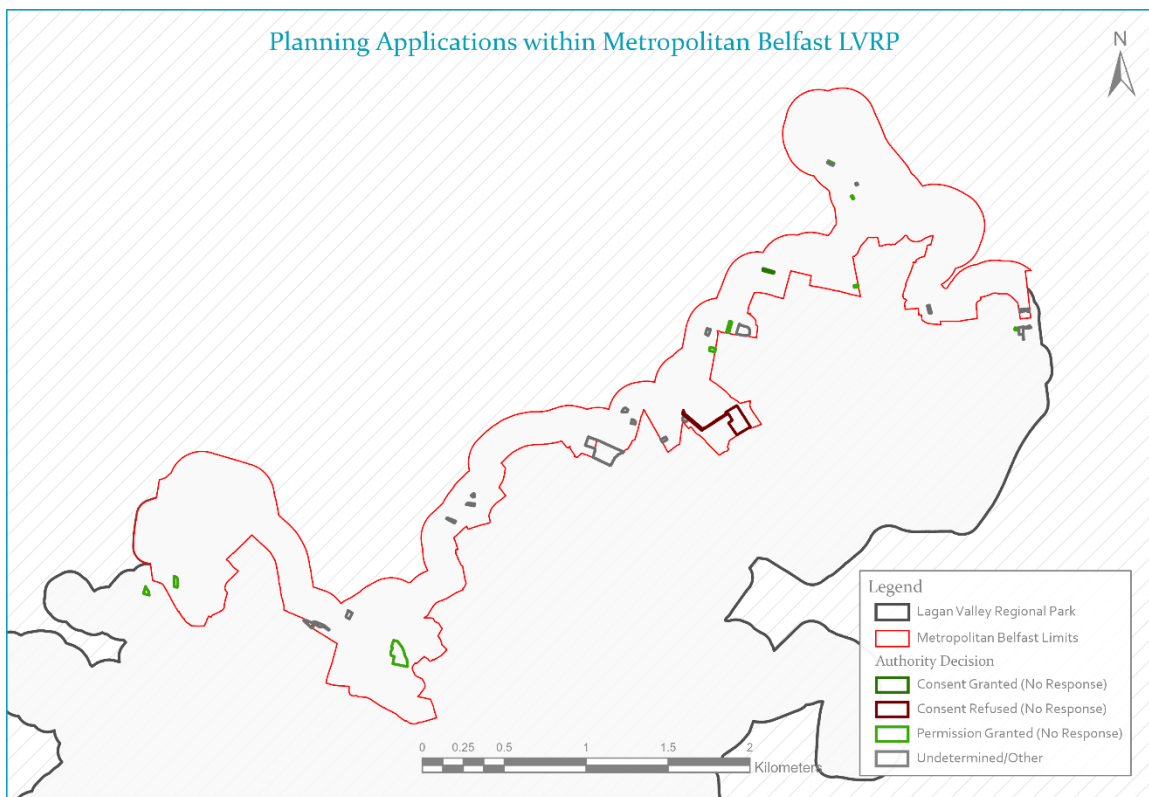 Planning Applications within Metropolitan Belfast LVRP
N
Legend
Lagan Valley Regional Park
Metropolitan Belfast Limits
Authority Decision
Consent Granted (No Response)
Consent Refused (No Response)
Permission Granted (No Response)
Undetermined/Other
0 0.25 0.5 1 1.5 2
Kilometers